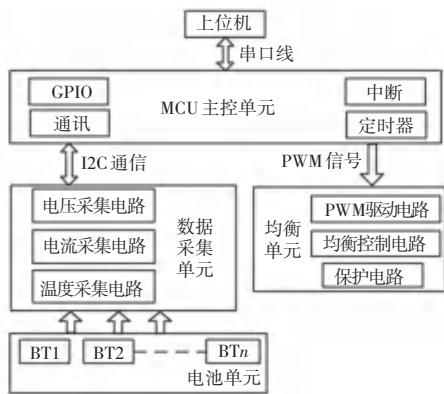 上位机
串口线
GPIO
通讯
MCU 主控单元
中断
定时器
I2C 通信
PWM 信号
电压采集电路
电流采集电路
温度采集电路
数据
采集
单元
均衡
单元
PWM驱动电路
均衡控制电路
保护电路
BT1
BT2
BTn
电池单元